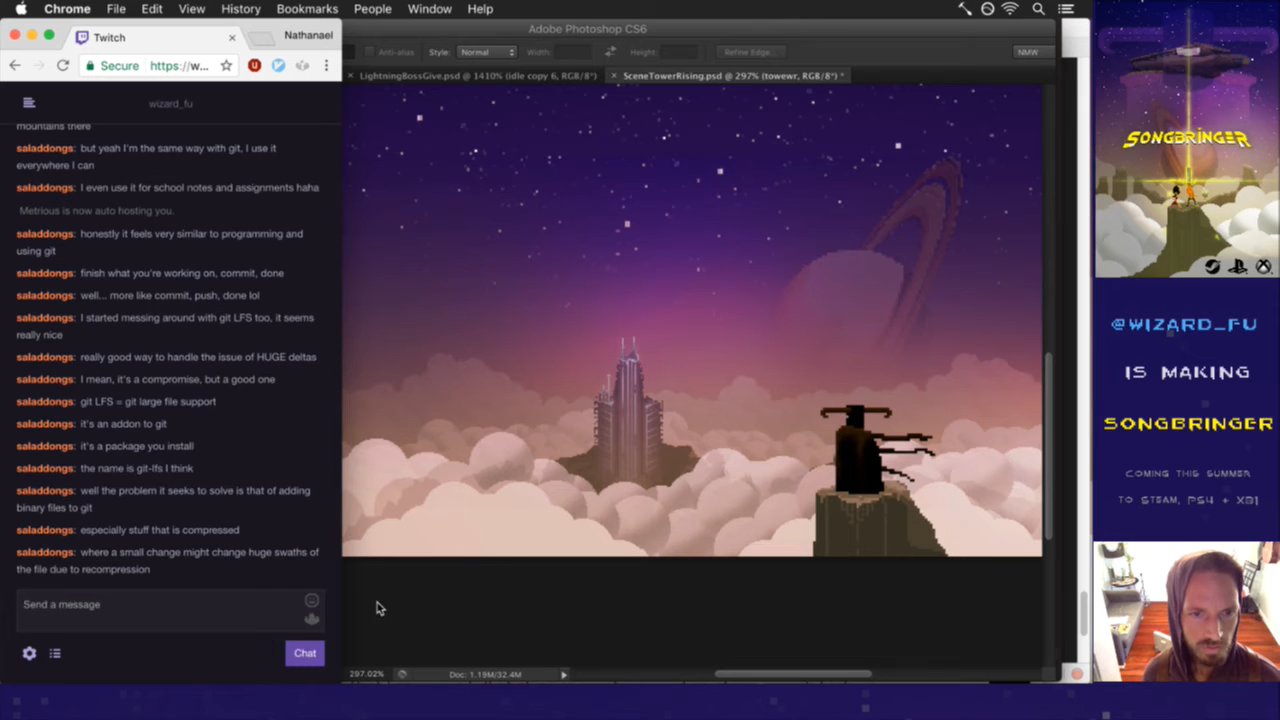 Chrome File Edit View History Bookmarks People Window Help
Twitch
Nathanael
Secure https://w...
wizard_fu
mountains there
saladdongs: but yeah I'm the same way with git, I use it
everywhere I can
saladdongs: I even use it for school notes and assignments haha
Metrious is now auto hosting you.
saladdongs: honestly it feels very similar to programming and
using git
saladdongs: finish what you're working on, commit, done
saladdongs: well... more like commit, push, done lol
saladdongs: I started messing around with git LFS too, it seems
really nice
saladdongs: really good way to handle the issue of HUGE deltas
saladdongs: I mean, it's a compromise, but a good one
saladdongs: git LFS = git large file support
saladdongs: it's an addon to git
saladdongs: it's a package you install
saladdongs: the name is git-lfs I think
saladdongs: well the problem it seeks to solve is that of adding
binary files to git
saladdongs: especially stuff that is compressed
saladdongs: where a small change might change huge swaths of
the file due to recompression
Send a message
Chat
Adobe Photoshop CS6
Anti-alias Style: Normal Width: Height: Refine Edge... NMW
LightningBossGive.psd @ 1410% (idle copy 6, RGB/8*)
SceneTowerRising.psd @ 297% (towewr, RGB/8*) *
297.02% Doc: 1.19M/32.4M
SONGBRINGER
@WIZARD_FU
IS MAKING
SONGBRINGER
COMING THIS SUMMER
TO STEAM, PS4 + XB1